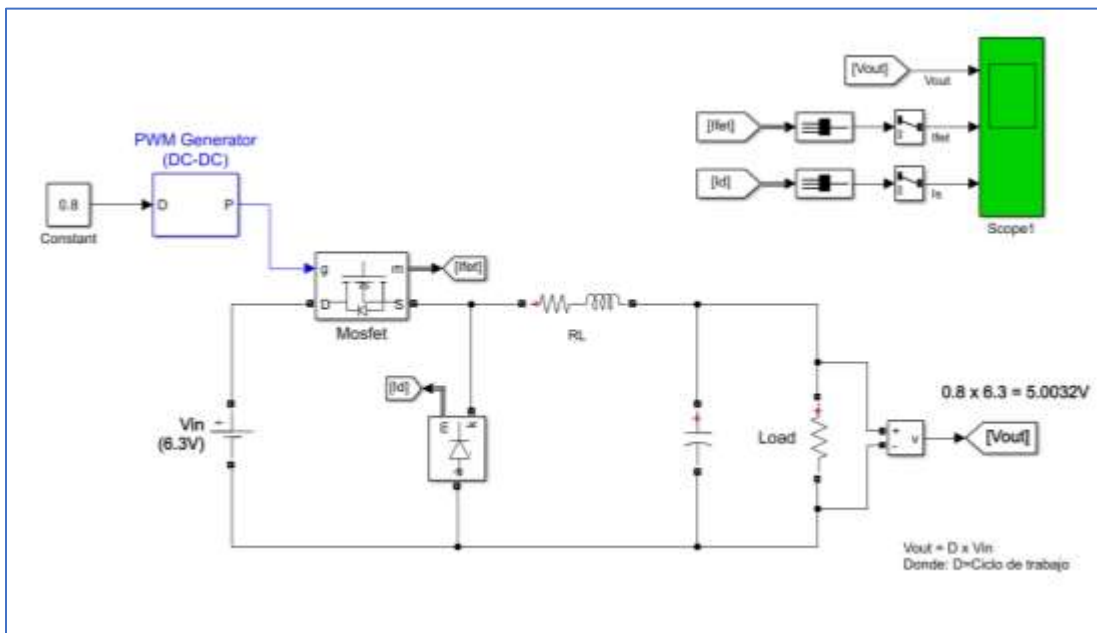 [Vout]
Vout
[Ifet]
Ifet
[Id]
Is
Scope1
PWM Generator
(DC-DC)
0.8
D
P
Constant
g
m
[Ifet]
D
S
Mosfet
RL
[Id]
m
k
a
Vin
(6.3V)
+
Load
0.8 x 6.3 = 5.0032V
+
-
v
[Vout]
Vout = D x Vin
Donde: D=Ciclo de trabajo